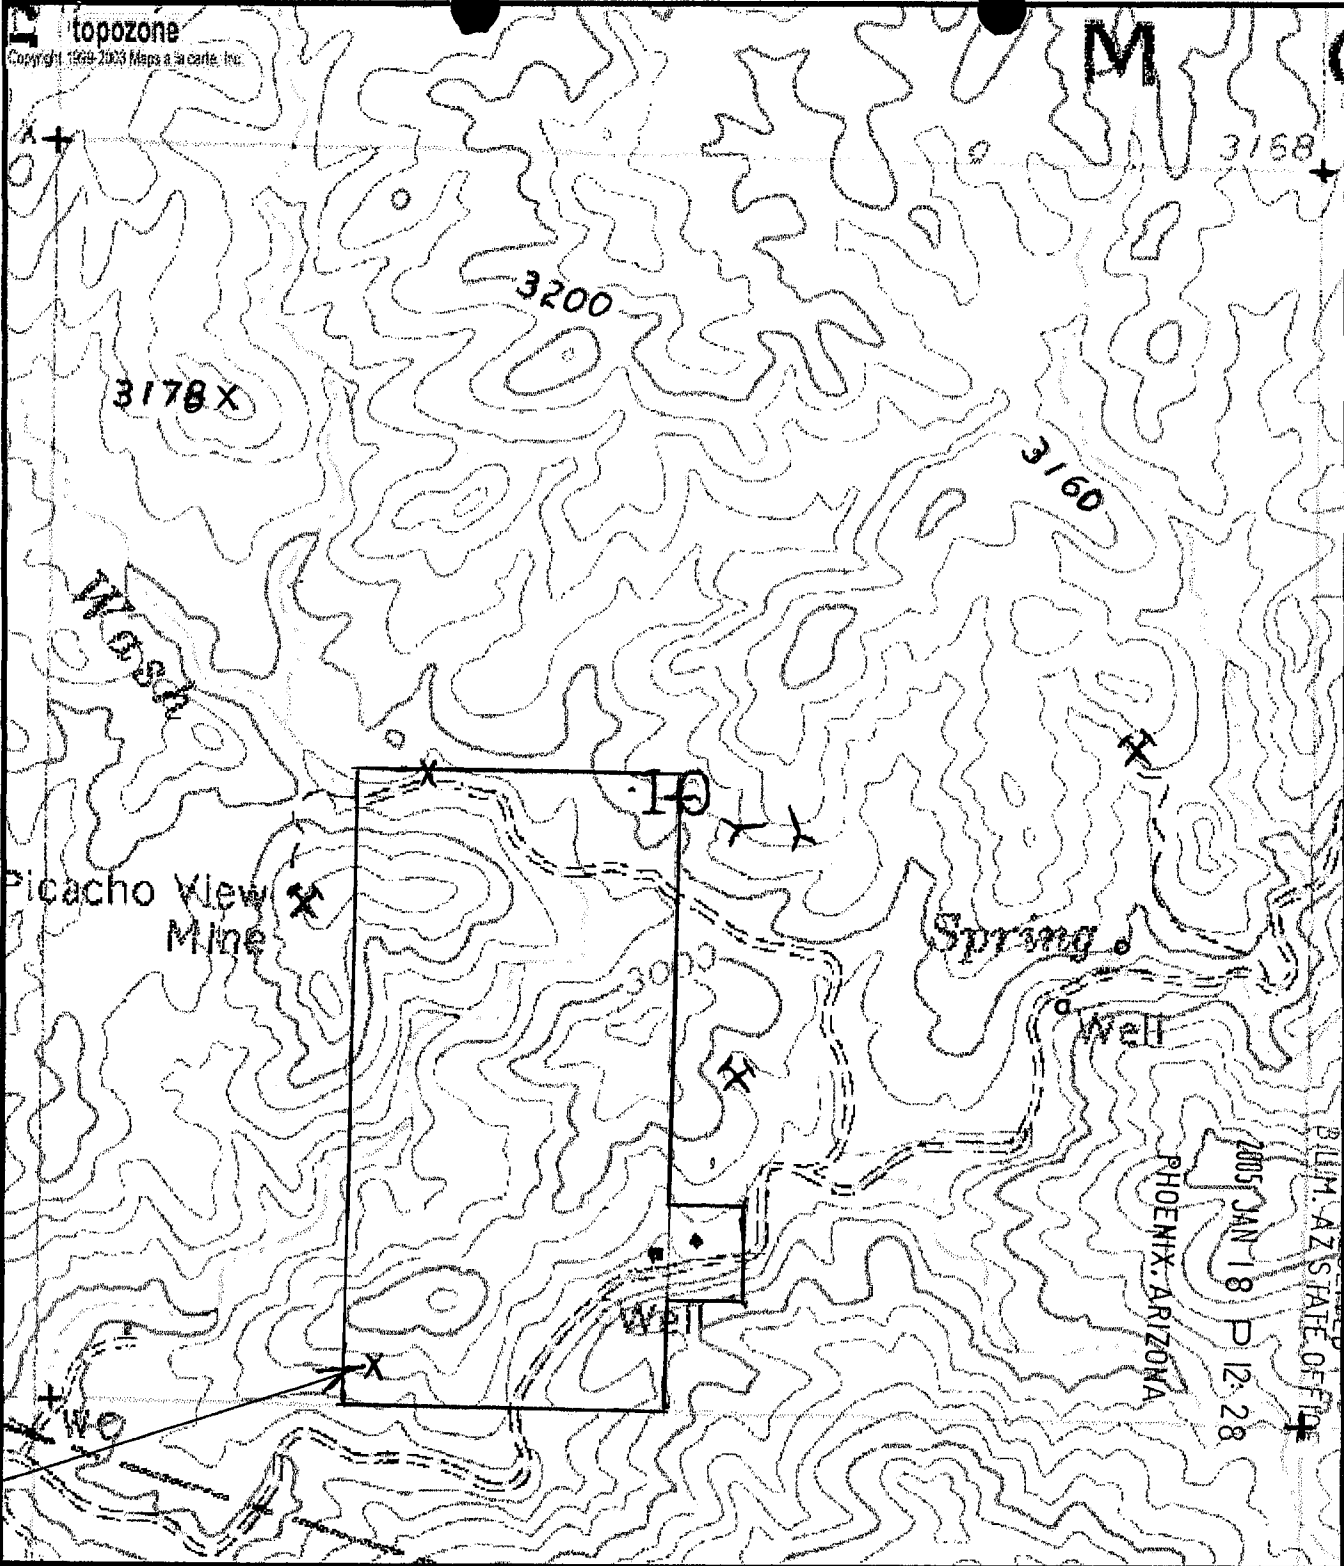 topozone
Copyright 1999-2003 Maps a la carte, Inc.
M
3168
3200
3178 X
3160
Wash
X
10
Picacho View
Mine
Spring
3000
Well
Well
X
PHOENIX, ARIZONA
2005 JAN 18 P 12:28
AZ STATE OFFICE